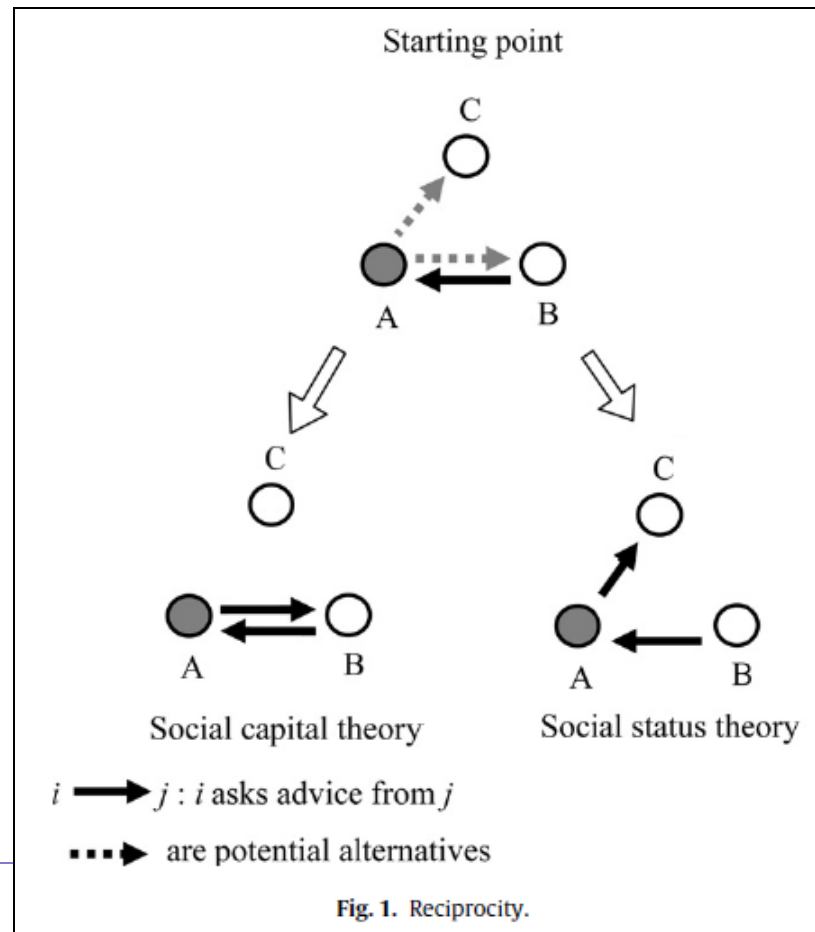 Starting point
C
A
B
C
A
B
Social capital theory
C
A
B
Social status theory
i j : i asks advice from j
are potential alternatives
Fig. 1. Reciprocity.